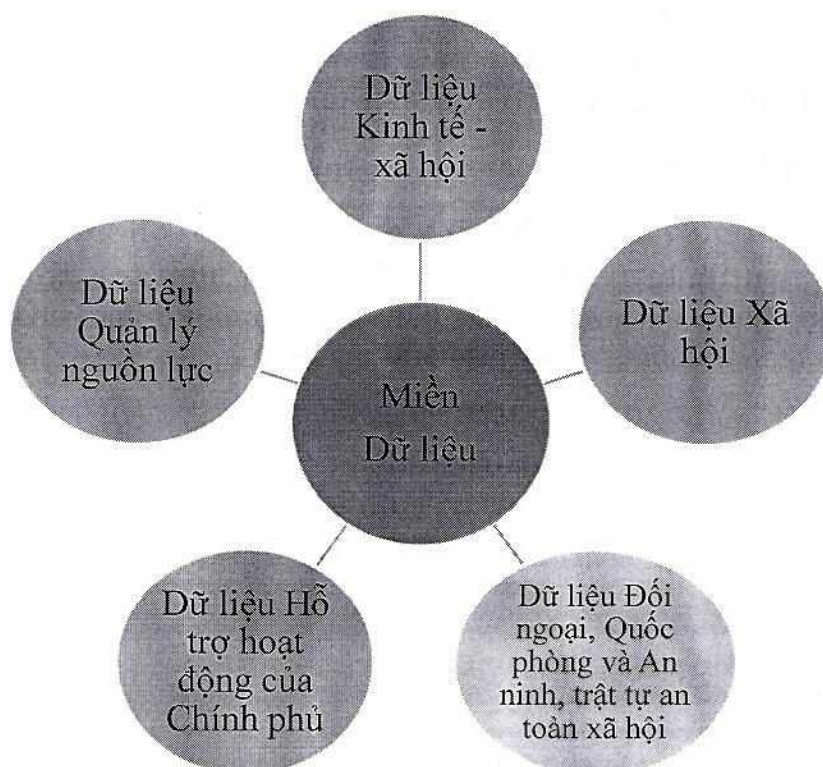 Dữ liệu
Kinh tế -
xã hội
Dữ liệu
Quản lý
nguồn lực
Dữ liệu Xã
hội
Miền
Dữ liệu
Dữ liệu Hỗ
trợ hoạt
động của
Chính phủ
Dữ liệu Đối
ngoại, Quốc
phòng và An
ninh, trật tự an
toàn xã hội